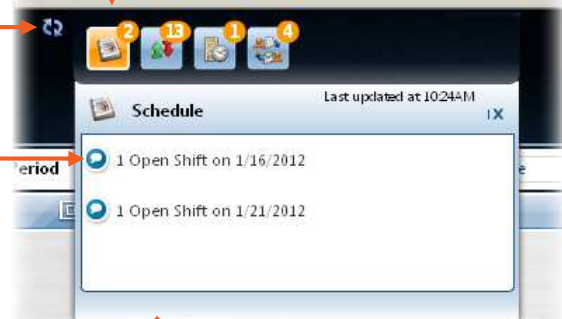 2 13 1 4
Schedule
Last updated at 10:24AM
X
1 Open Shift on 1/16/2012
eriod
1 Open Shift on 1/21/2012